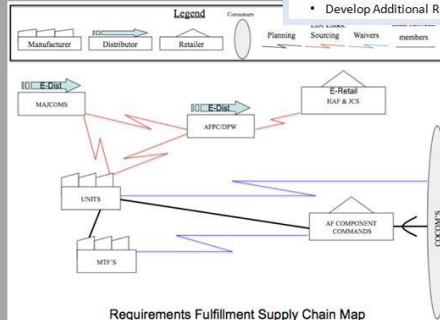 • Develop Additional R
Legend
Consumers
Manufacturer
Distributor
Retailer
Planning
Sourcing
Waivers
members
E-Dist
MAJCOMS
E-Dist
AFPC/DPW
E-Retail
HAF & JCS
UNITS
AF COMPONENT
COMMANDS
COCOM'S
MTF'S
Requirements Fulfillment Supply Chain Map